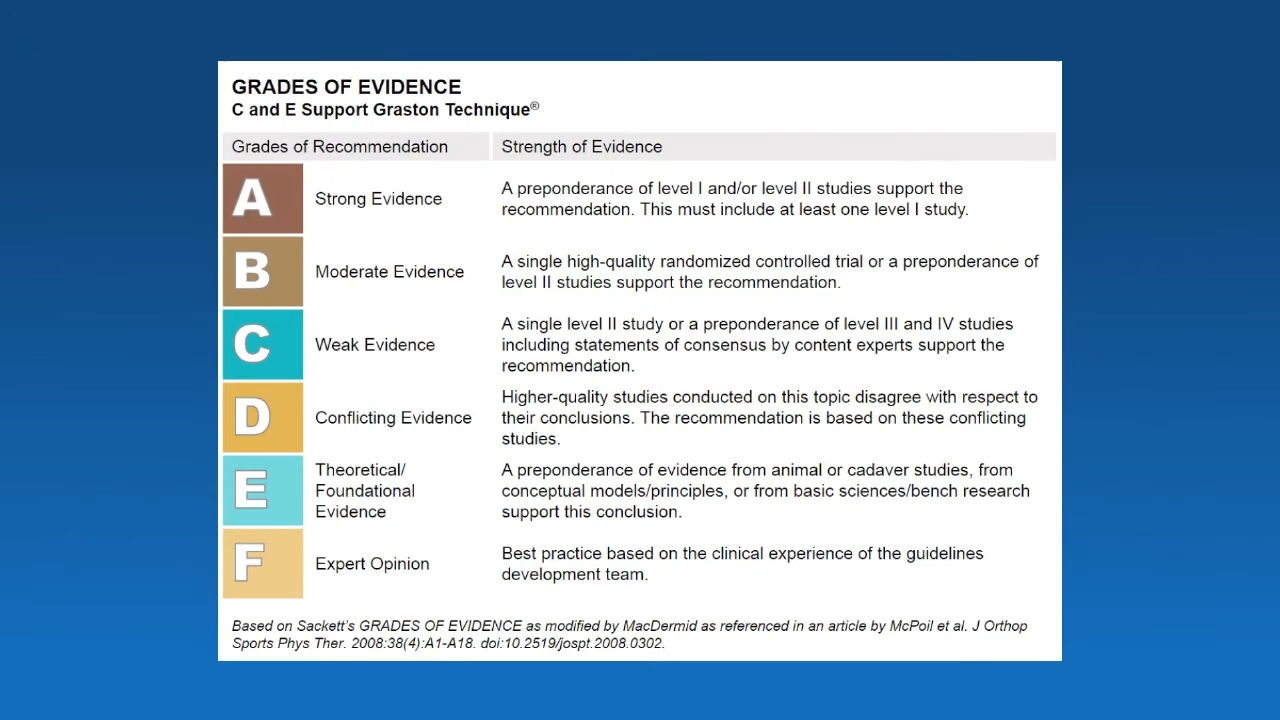 GRADES OF EVIDENCE
C and E Support Graston Technique®
Grades of Recommendation
Strength of Evidence
A
Strong Evidence
A preponderance of level I and/or level II studies support the
recommendation. This must include at least one level I study.
B
Moderate Evidence
A single high-quality randomized controlled trial or a preponderance of
level II studies support the recommendation.
C
Weak Evidence
A single level II study or a preponderance of level III and IV studies
including statements of consensus by content experts support the
recommendation.
D
Conflicting Evidence
Higher-quality studies conducted on this topic disagree with respect to
their conclusions. The recommendation is based on these conflicting
studies.
E
Theoretical/
Foundational
Evidence
A preponderance of evidence from animal or cadaver studies, from
conceptual models/principles, or from basic sciences/bench research
support this conclusion.
F
Expert Opinion
Best practice based on the clinical experience of the guidelines
development team.
Based on Sackett's GRADES OF EVIDENCE as modified by MacDermid as referenced in an article by McPoil et al. J Orthop
Sports Phys Ther. 2008:38(4):A1-A18. doi:10.2519/jospt.2008.0302.